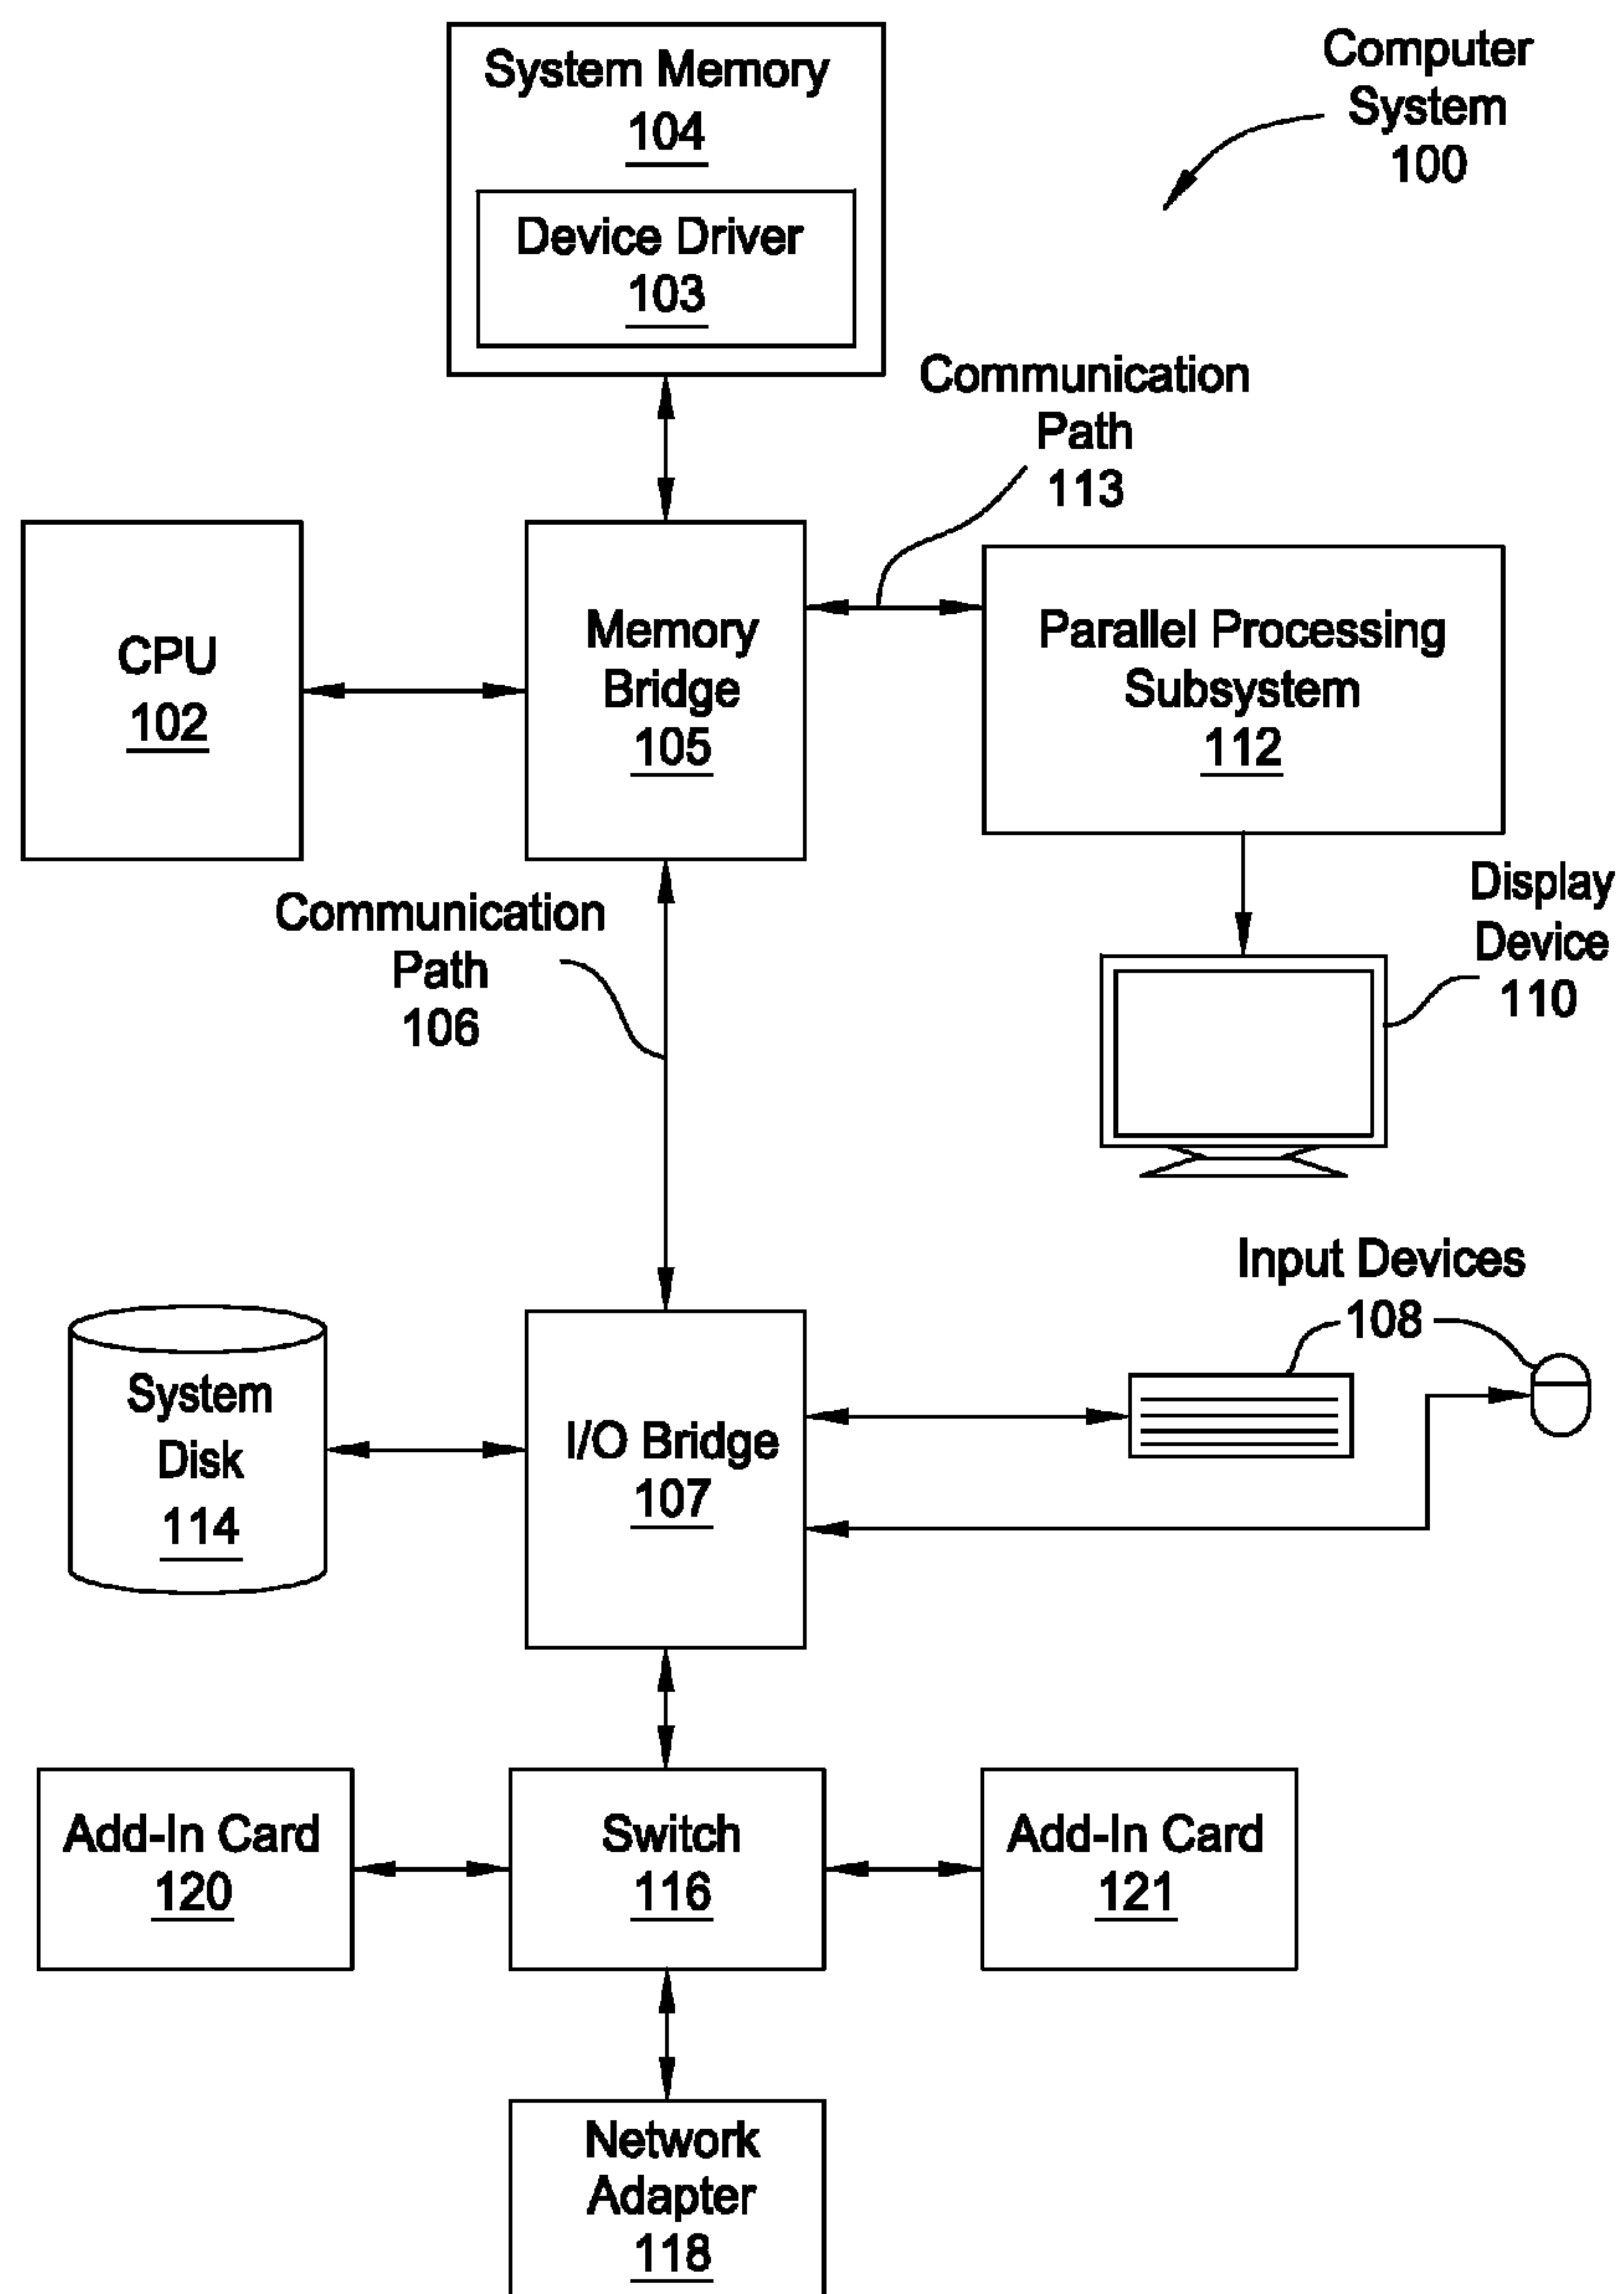 System Memory
104
Device Driver
103
Computer
System
100
Communication
Path
113
CPU
102
Memory
Bridge
105
Parallel Processing
Subsystem
112
Communication
Path
106
Display
Device
110
Input Devices
108
System
Disk
114
I/O Bridge
107
Add-In Card
120
Switch
116
Add-In Card
121
Network
Adapter
118